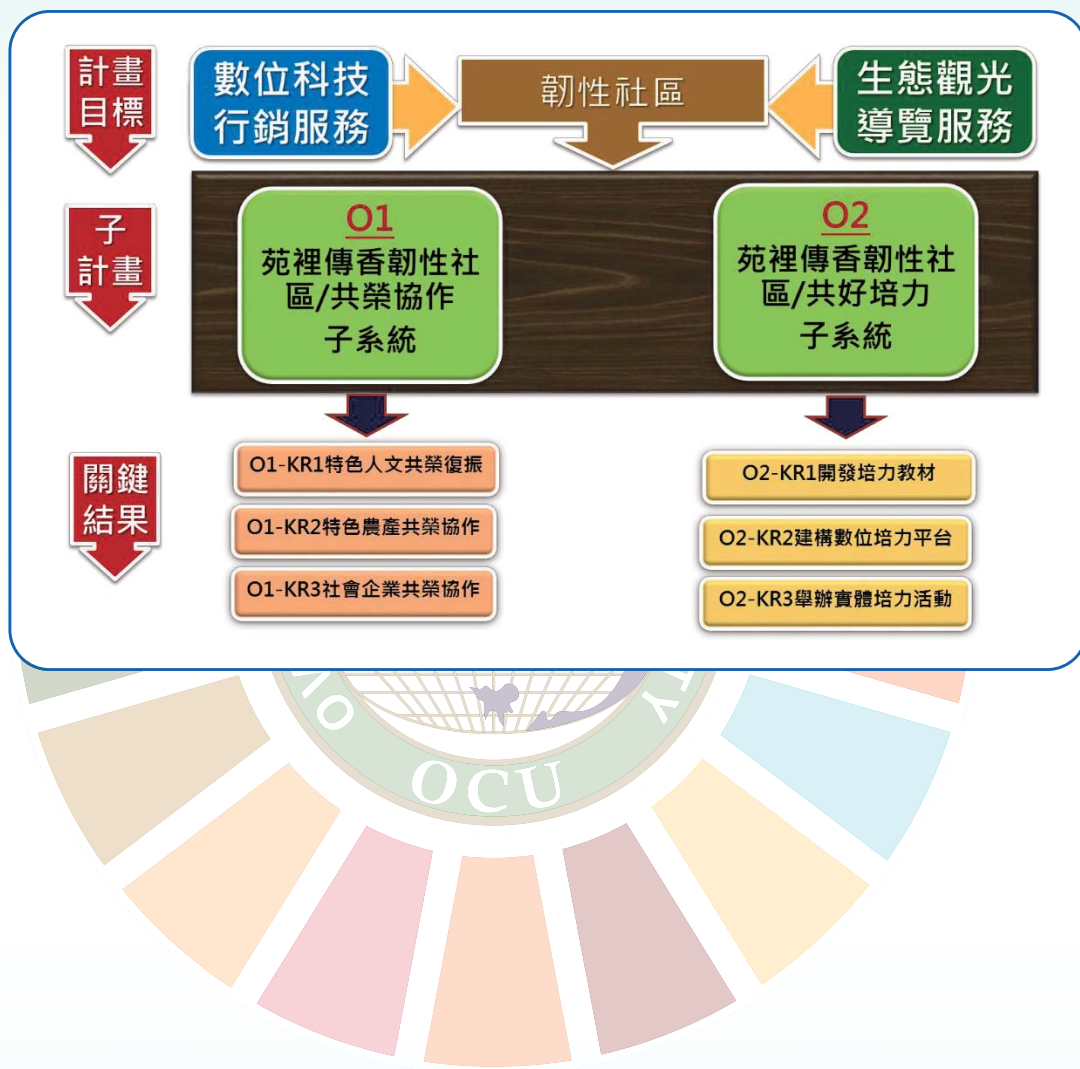 計畫
目標
數位科技
行銷服務
韌性社區
生態觀光
導覽服務
子
計畫
O1
苑裡傳香韌性社
區/共榮協作
子系統
O2
苑裡傳香韌性社
區/共好培力
子系統
關鍵
結果
O1-KR1特色人文共榮復振
O1-KR2特色農產共榮協作
O1-KR3社會企業共榮協作
O2-KR1開發培力教材
O2-KR2建構數位培力平台
O2-KR3舉辦實體培力活動
OV
TY
OCU